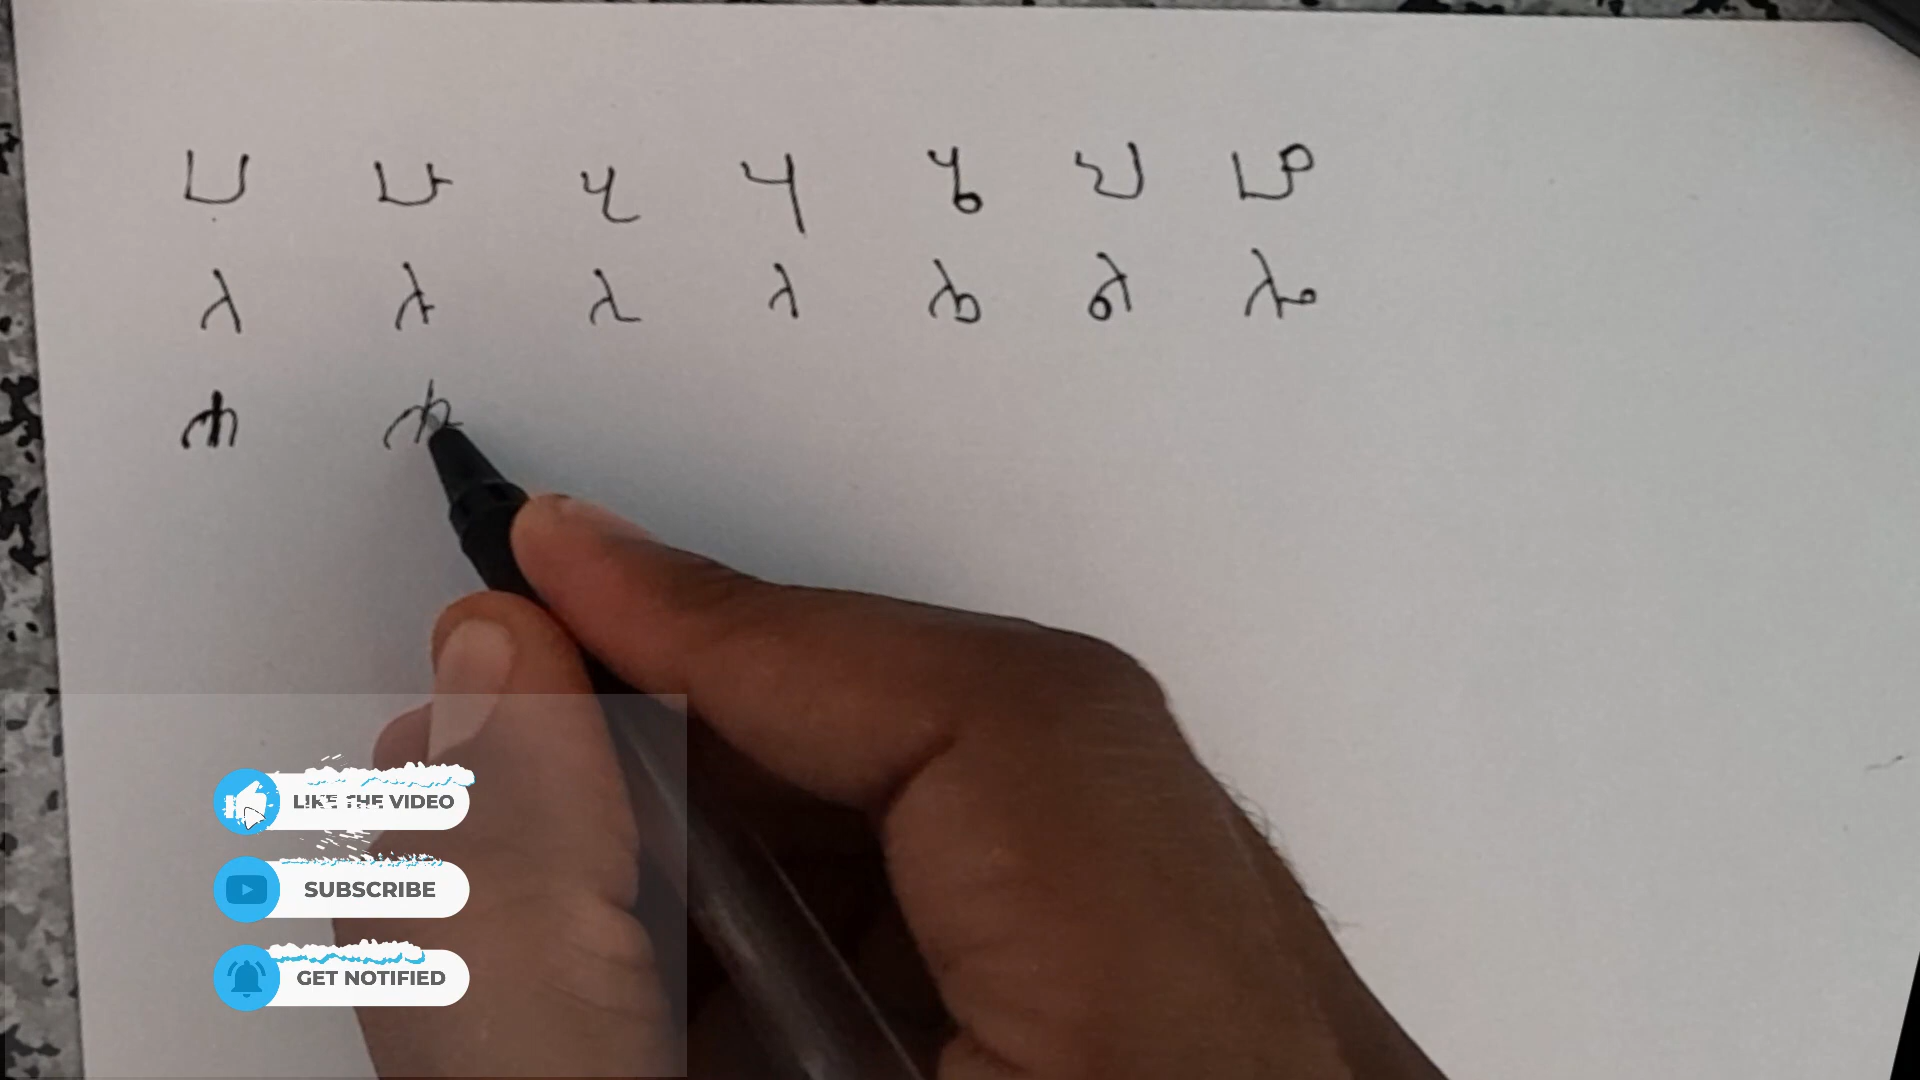 ሀ ሁ ሂ ሃ ሄ ህ ሆ
ለ ሉ ሊ ላ ሌ ል ሎ
ሐ ሑ
LIKE THE VIDEO
SUBSCRIBE
GET NOTIFIED